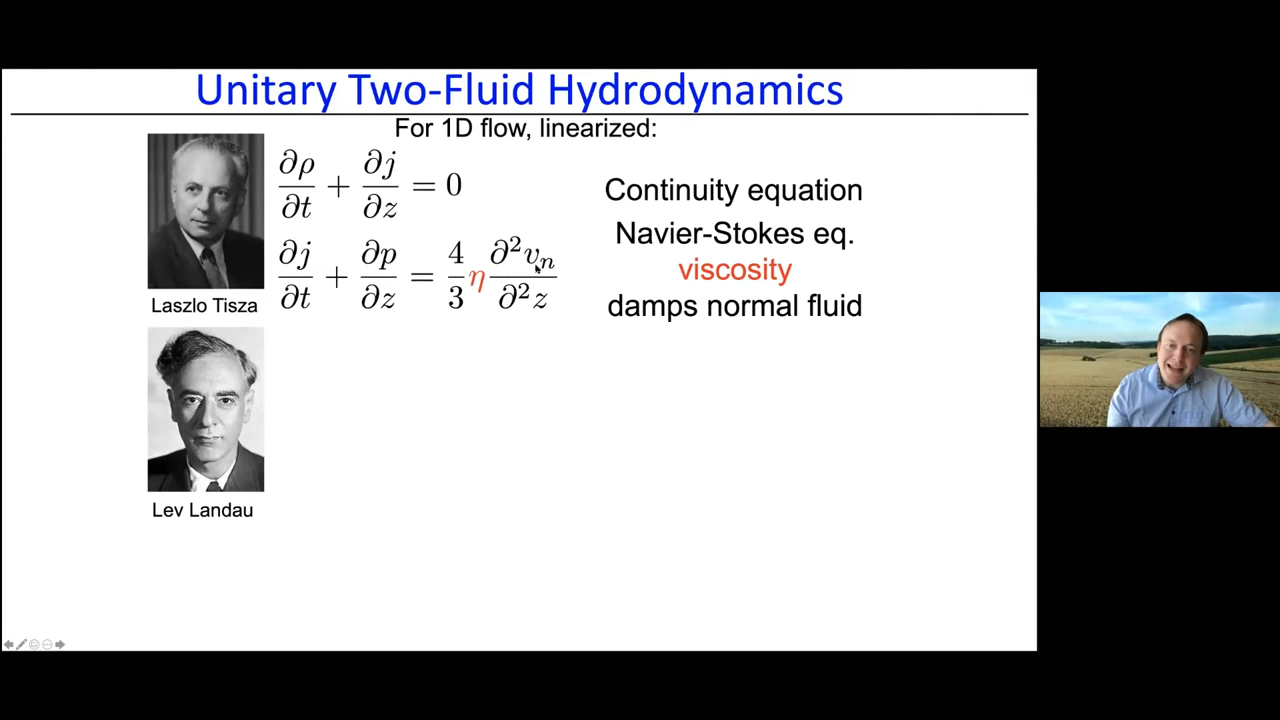 Unitary Two-Fluid Hydrodynamics
For 1D flow, linearized:
∂ρ/∂t + ∂j/∂z = 0
Continuity equation
∂j/∂t + ∂p/∂z = 4/3 η ∂²vₙ/∂²z
Navier-Stokes eq.
viscosity
damps normal fluid
Laszlo Tisza
Lev Landau